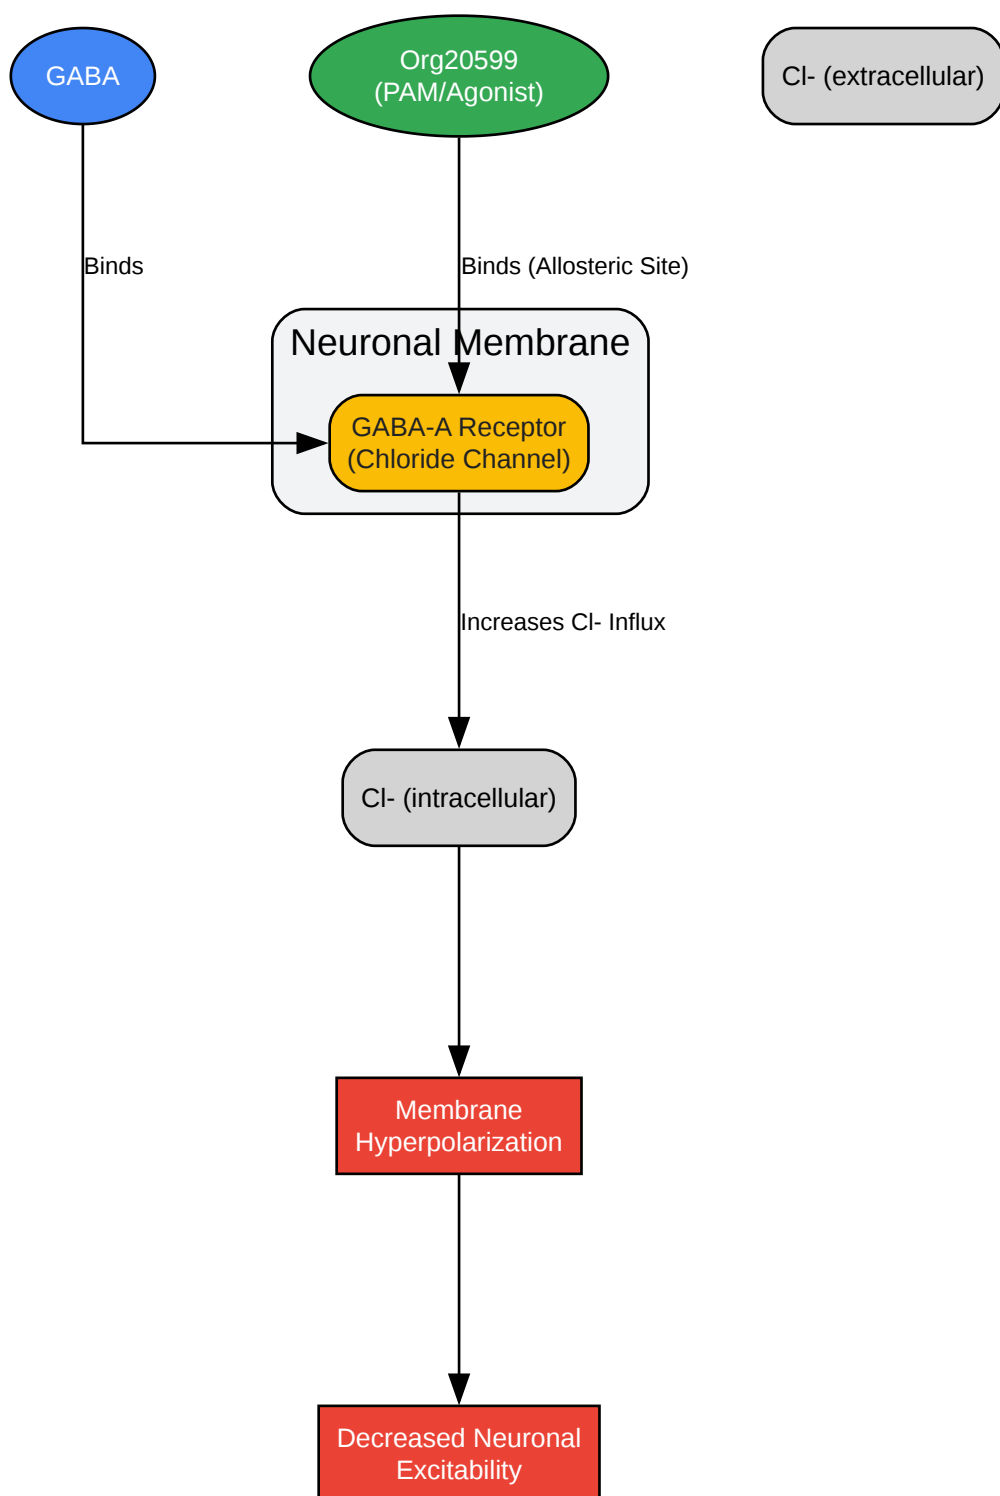 GABA
Org20599
(PAM/Agonist)
Cl- (extracellular)
Binds
Binds (Allosteric Site)
Neuronal Membrane
GABA-A Receptor
(Chloride Channel)
Increases Cl- Influx
Cl- (intracellular)
Membrane
Hyperpolarization
Decreased Neuronal
Excitability